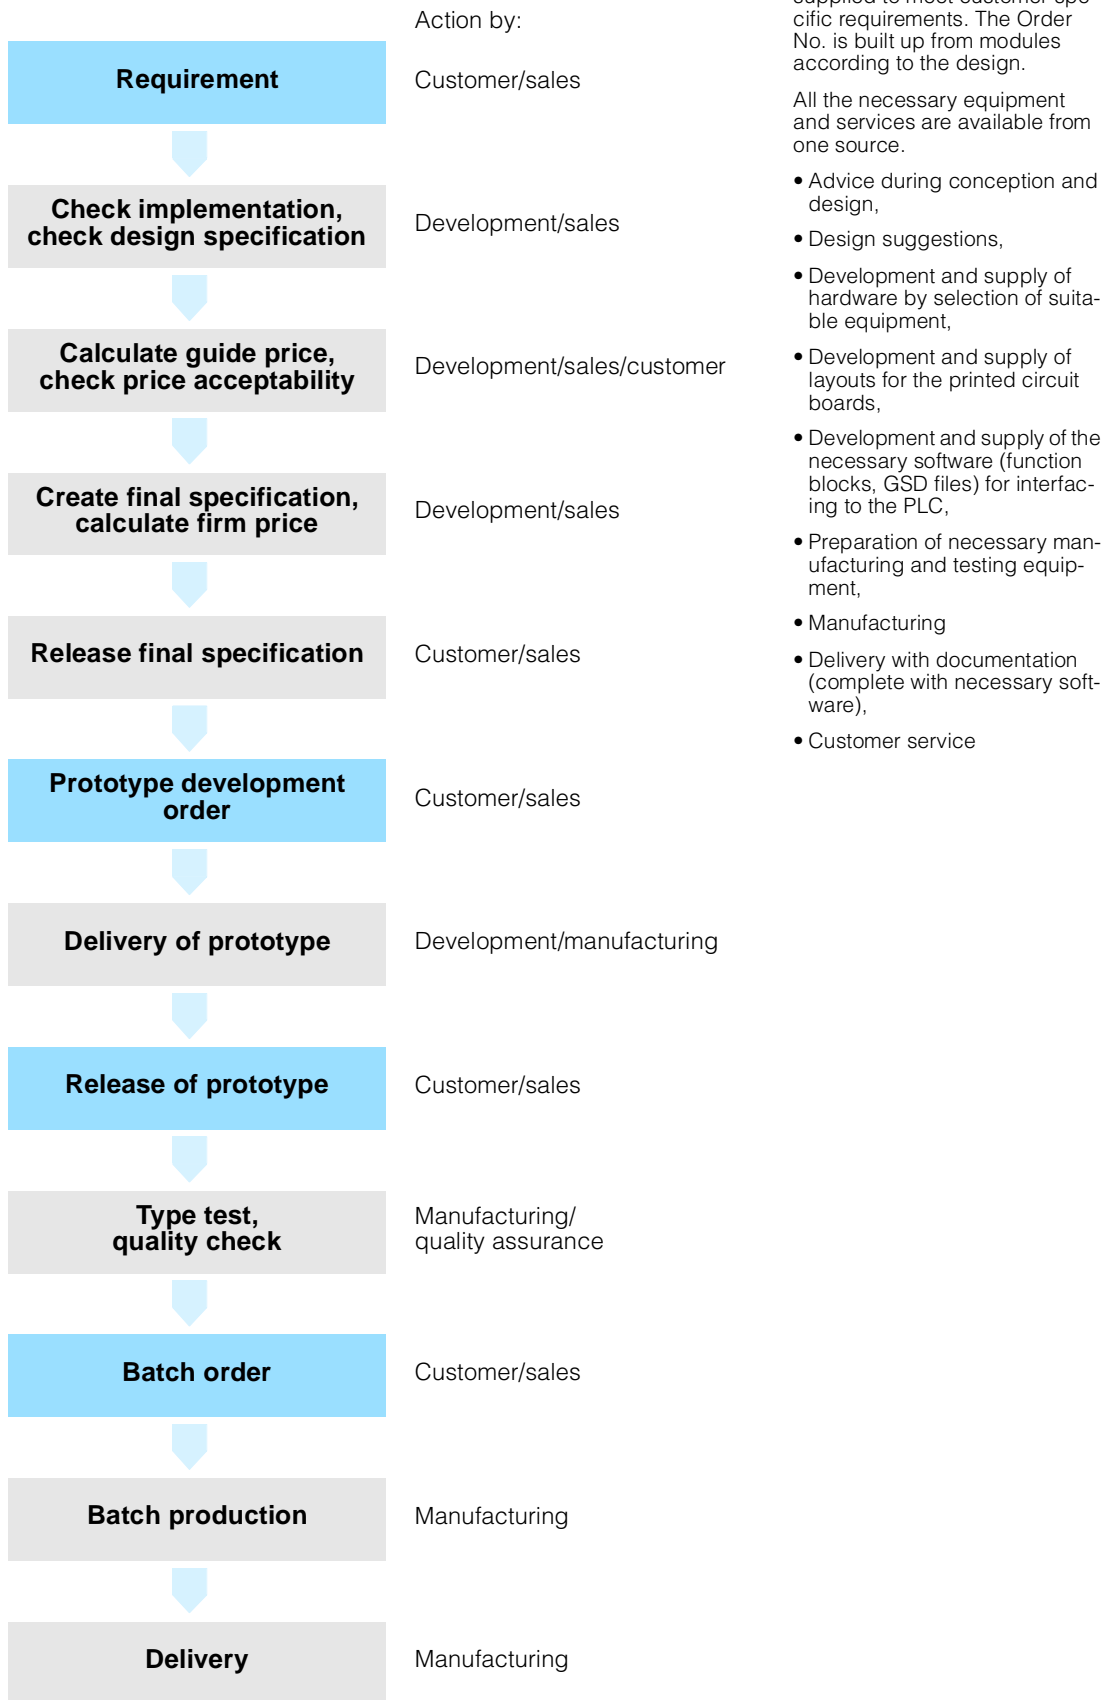 Action by:
Requirement
Customer/sales
Check implementation,
check design specification
Development/sales
Calculate guide price,
check price acceptability
Development/sales/customer
Create final specification,
calculate firm price
Development/sales
Release final specification
Customer/sales
Prototype development
order
Customer/sales
Delivery of prototype
Development/manufacturing
Release of prototype
Customer/sales
Type test,
quality check
Manufacturing/
quality assurance
Batch order
Customer/sales
Batch production
Manufacturing
Delivery
Manufacturing
supplied to meet customer-spe-
cific requirements. The Order
No. is built up from modules
according to the design.
All the necessary equipment
and services are available from
one source.
• Advice during conception and
design,
• Design suggestions,
• Development and supply of
hardware by selection of suita-
ble equipment,
• Development and supply of
layouts for the printed circuit
boards,
• Development and supply of the
necessary software (function
blocks, GSD files) for interfac-
ing to the PLC,
• Preparation of necessary man-
ufacturing and testing equip-
ment,
• Manufacturing
• Delivery with documentation
(complete with necessary soft-
ware),
• Customer service